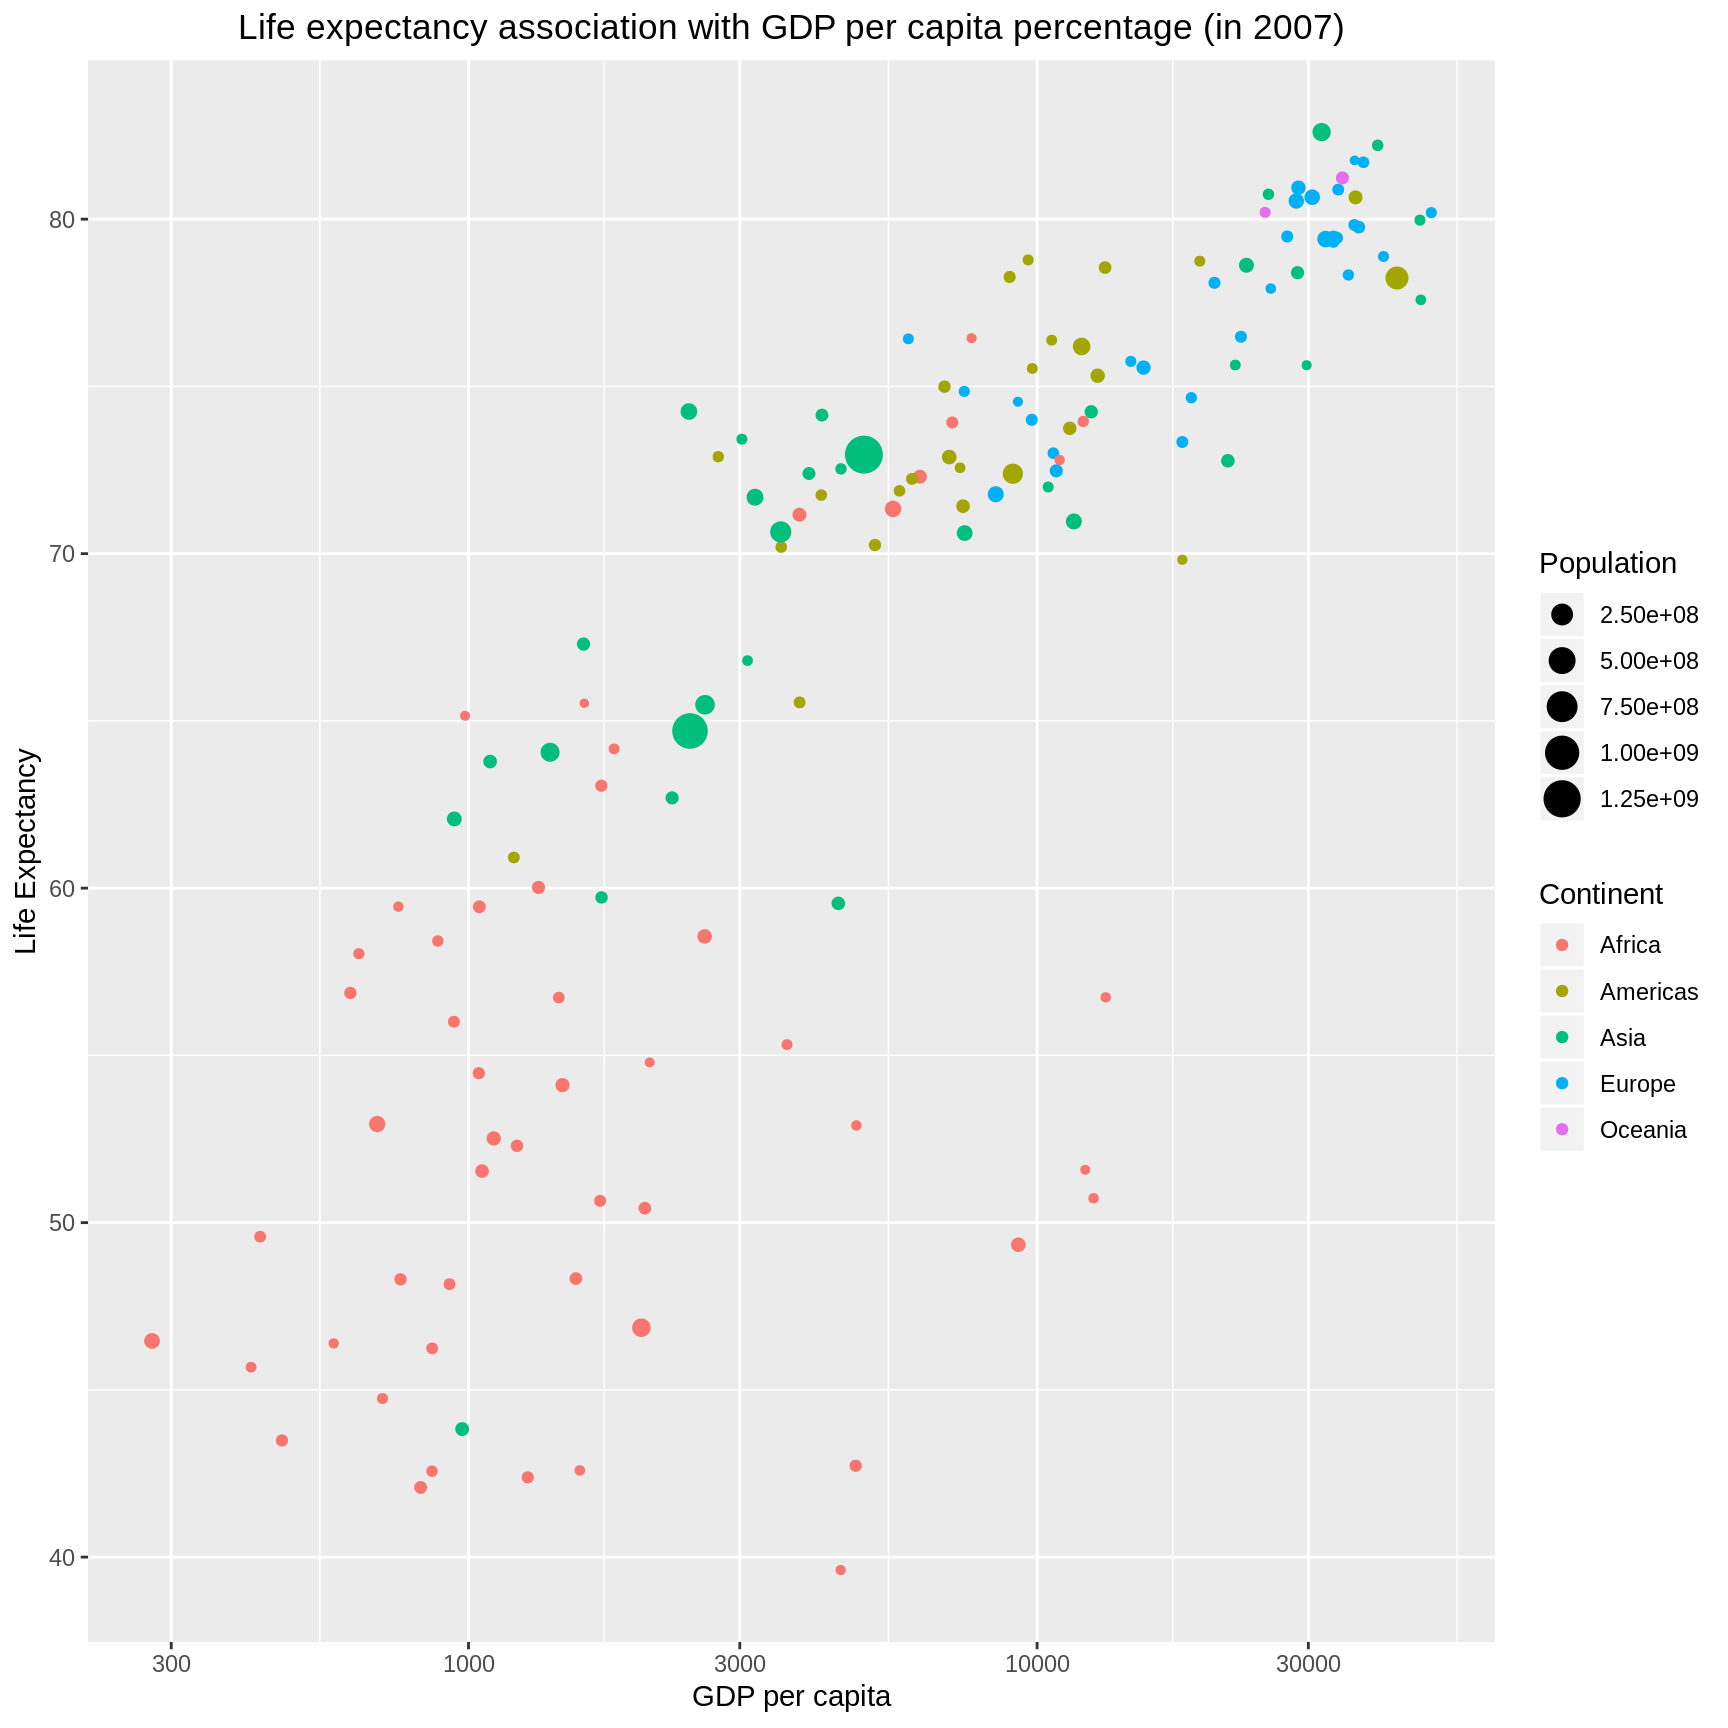 Life expectancy association with GDP per capita percentage (in 2007)
Life Expectancy
80
70
60
50
40
300 1000 3000 10000 30000
GDP per capita
Population
2.50e+08
5.00e+08
7.50e+08
1.00e+09
1.25e+09
Continent
Africa
Americas
Asia
Europe
Oceania